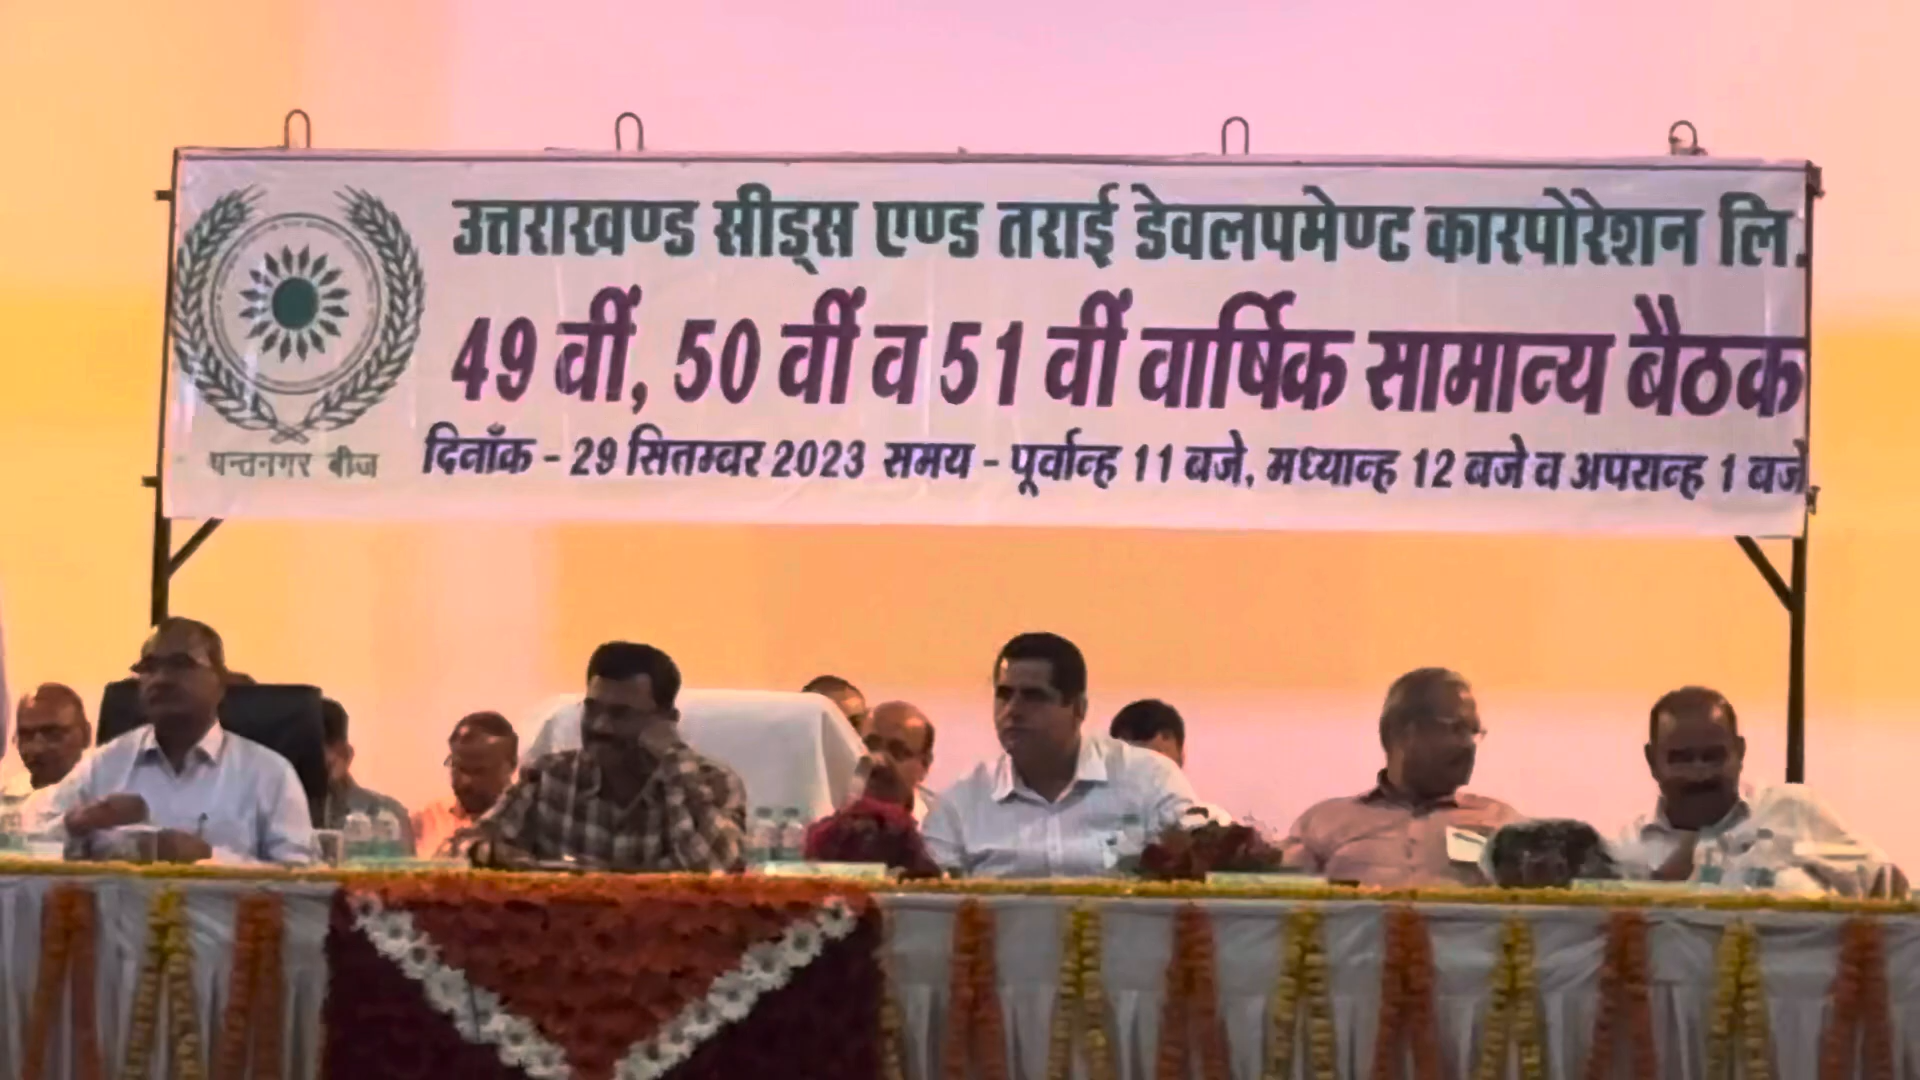 उत्तराखण्ड सीड्स एण्ड तराई डेवलपमेण्ट कारपोरेशन लि.
49 वीं, 50 वीं व 51 वीं वार्षिक सामान्य बैठक
दिनाँक - 29 सितम्बर 2023 समय - पूर्वान्ह 11 बजे, मध्यान्ह 12 बजे व अपरान्ह 1 बजे
पन्तनगर बीज